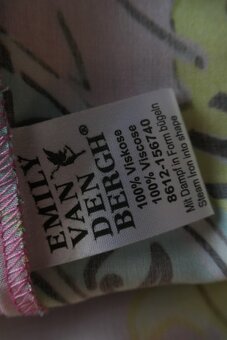 EMILY
VAN
DEN
BERGH®
100% Viskose
100% Viscose
8612-156740
Mit Dampf in Form bügeln
Steam iron into shape